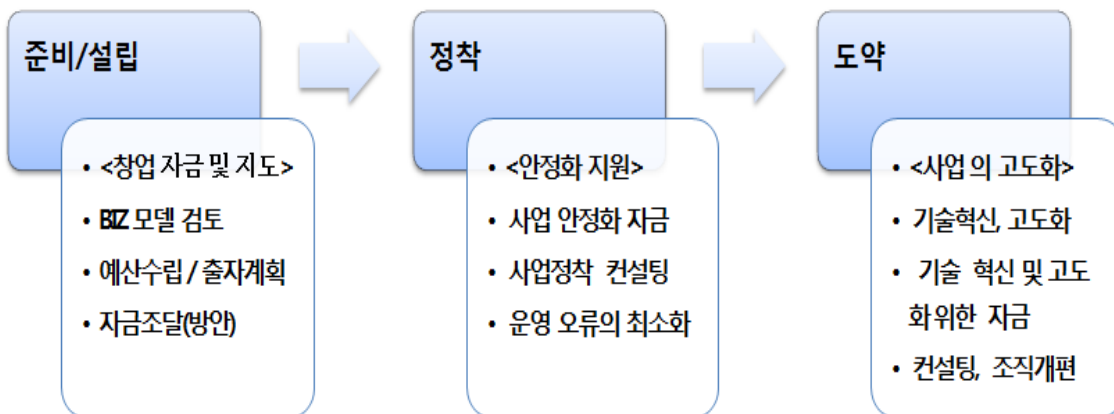 준비/설립
• <창업 자금 및 지도>
• BIZ 모델 검토
• 예산수립 / 출자계획
• 자금조달(방안)
정착
• <안정화 지원>
• 사업 안정화 자금
• 사업정착 컨설팅
• 운영 오류의 최소화
도약
• <사업 의 고도화>
• 기술혁신, 고도화
• 기술 혁신 및 고도
화위한 자금
• 컨설팅, 조직개편